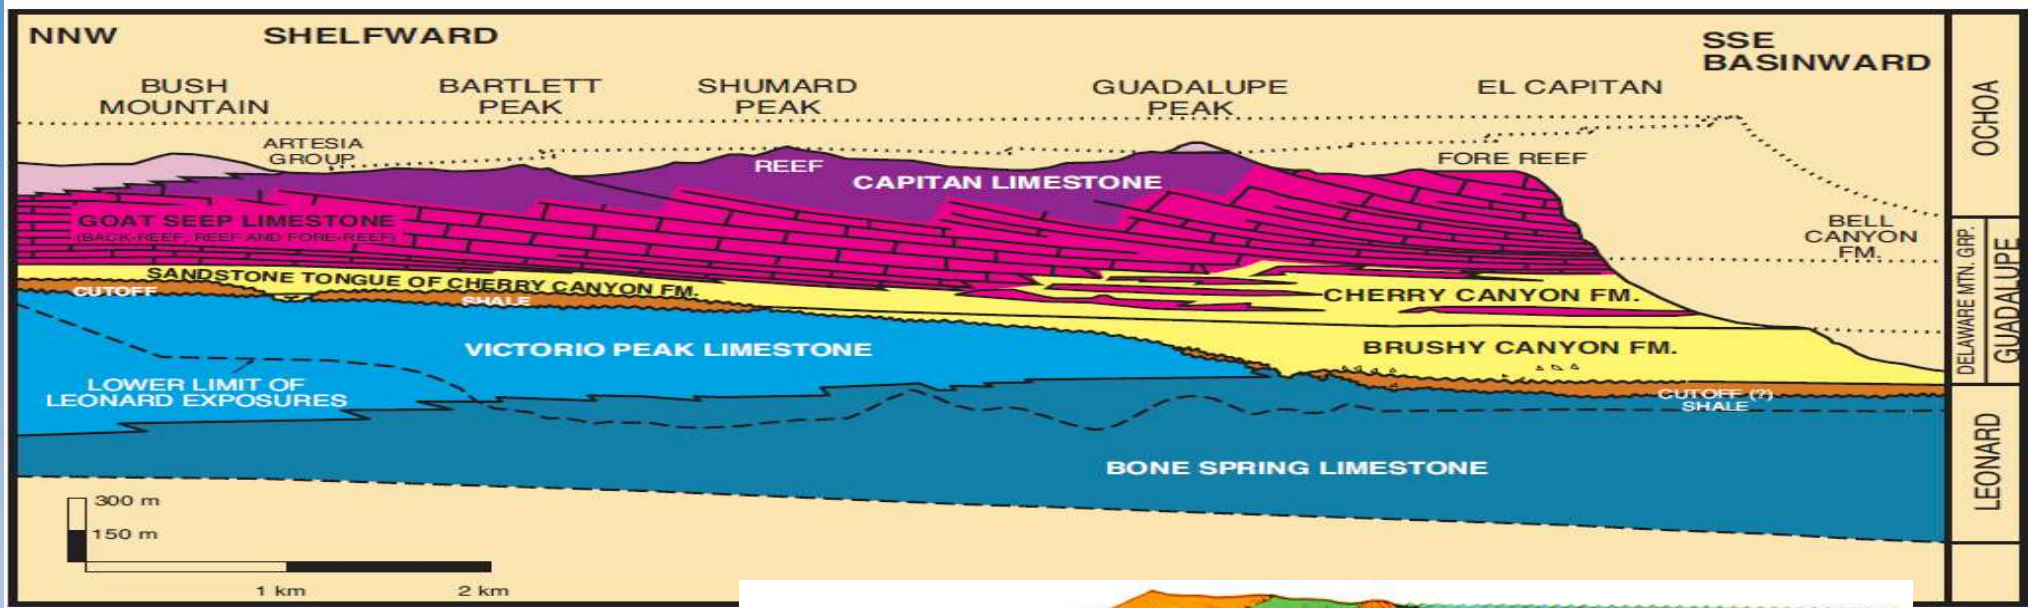 NNW
SHELFWARD
SSE
BASINWARD
BUSH
MOUNTAIN
BARTLETT
PEAK
SHUMARD
PEAK
GUADALUPE
PEAK
EL CAPITAN
OCHOA
ARTESIA
GROUP
REEF
CAPITAN LIMESTONE
FORE REEF
GOAT SEEP LIMESTONE
(BACK-REEF, REEF AND FORE-REEF)
BELL
CANYON
FM.
DELAWARE MTN. GRP.
GUADALUPE
SANDSTONE TONGUE OF CHERRY CANYON FM.
CUTOFF
SHALE
CHERRY CANYON FM.
VICTORIO PEAK LIMESTONE
BRUSHY CANYON FM.
LOWER LIMIT OF
LEONARD EXPOSURES
CUTOFF (?)
SHALE
BONE SPRING LIMESTONE
LEONARD
300 m
150 m
1 km
2 km